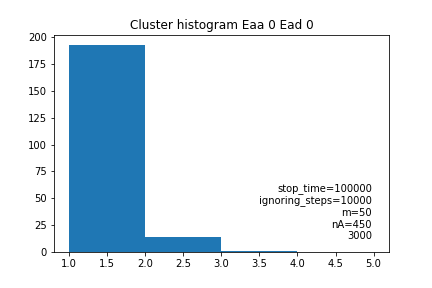 Cluster histogram Eaa 0 Ead 0
200
175
150
125
100
75
50
25
0
stop_time=100000
ignoring_steps=10000
m=50
nA=450
3000
1.0 1.5 2.0 2.5 3.0 3.5 4.0 4.5 5.0